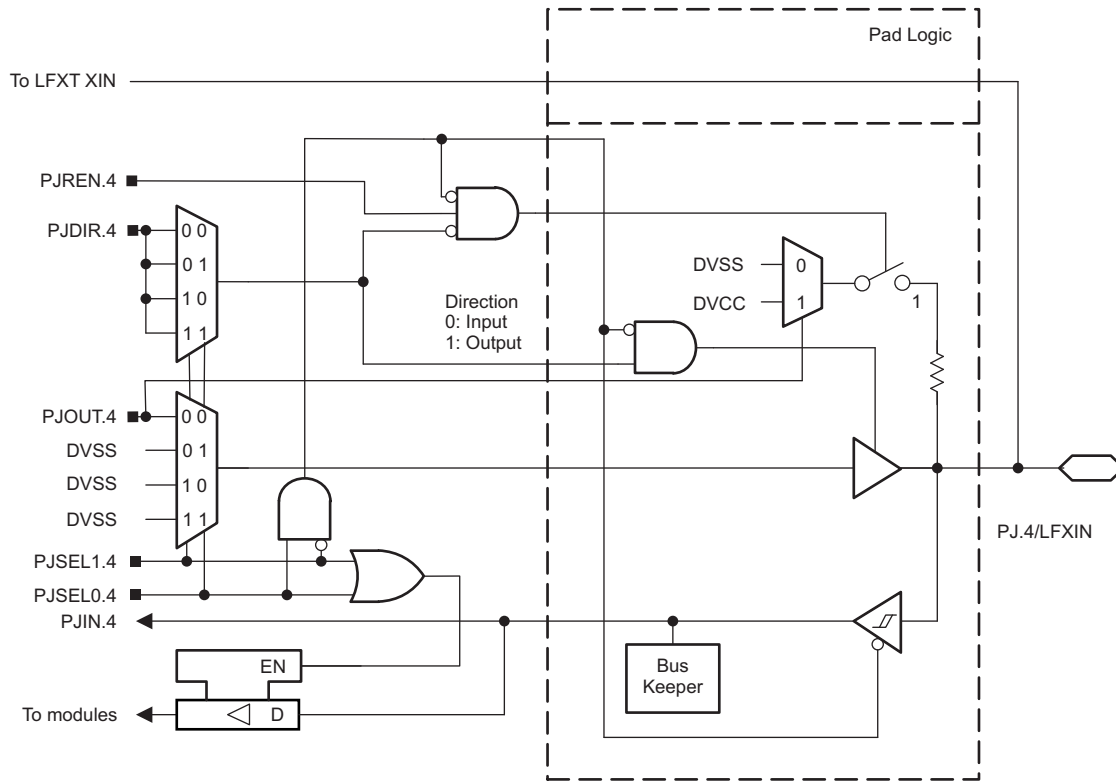 Pad Logic
To LFXT XIN
PJREN.4
PJDIR.4
0 0
0 1
1 0
1 1
Direction
0: Input
1: Output
DVSS
0
DVCC
1
1
PJOUT.4
0 0
DVSS
0 1
DVSS
1 0
DVSS
1 1
PJ.4/LFXIN
PJSEL1.4
PJSEL0.4
PJIN.4
Bus
Keeper
EN
To modules
D